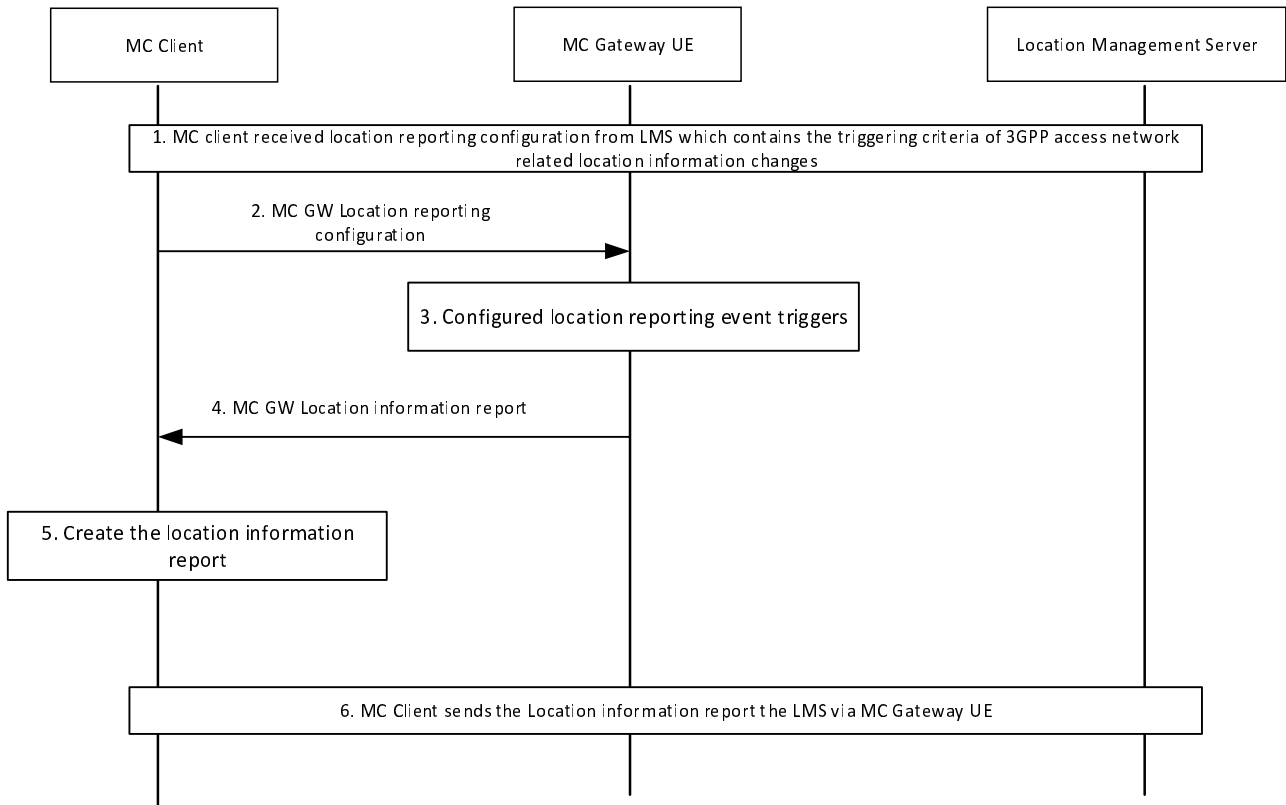 MC Client
MC Gateway UE
Location Management Server
1. MC client received location reporting configuration from LMS which contains the triggering criteria of 3GPP access network
related location information changes
2. MC GW Location reporting
configuration
3. Configured location reporting event triggers
4. MC GW Location information report
5. Create the location information
report
6. MC Client sends the Location information report the LMS via MC Gateway UE